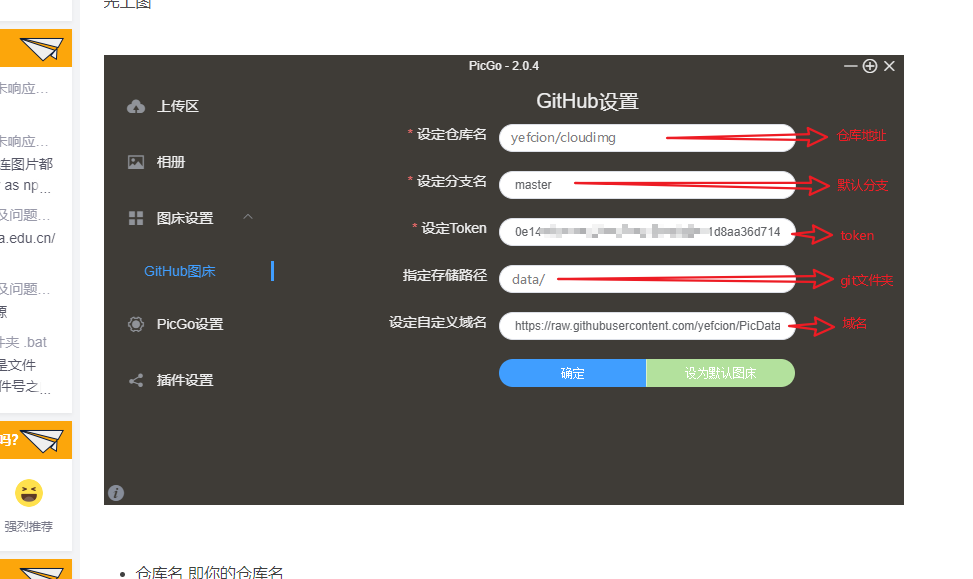 先上图
未响应...
未响应...
连图片都
as np...
及问题...
a.edu.cn/
及问题...
源
件夹 .bat
是文件
件号之...
吗?
强烈推荐
PicGo - 2.0.4
上传区
相册
图床设置
GitHub图床
PicGo设置
插件设置
GitHub设置
* 设定仓库名 yefcion/cloudimg 仓库地址
* 设定分支名 master 默认分支
* 设定Token 0e14 1d8aa36d714 token
指定存储路径 data/ git文件夹
设定自定义域名 https://raw.githubusercontent.com/yefcion/PicData 域名
确定 设为默认图床
仓库名 即你的仓库名